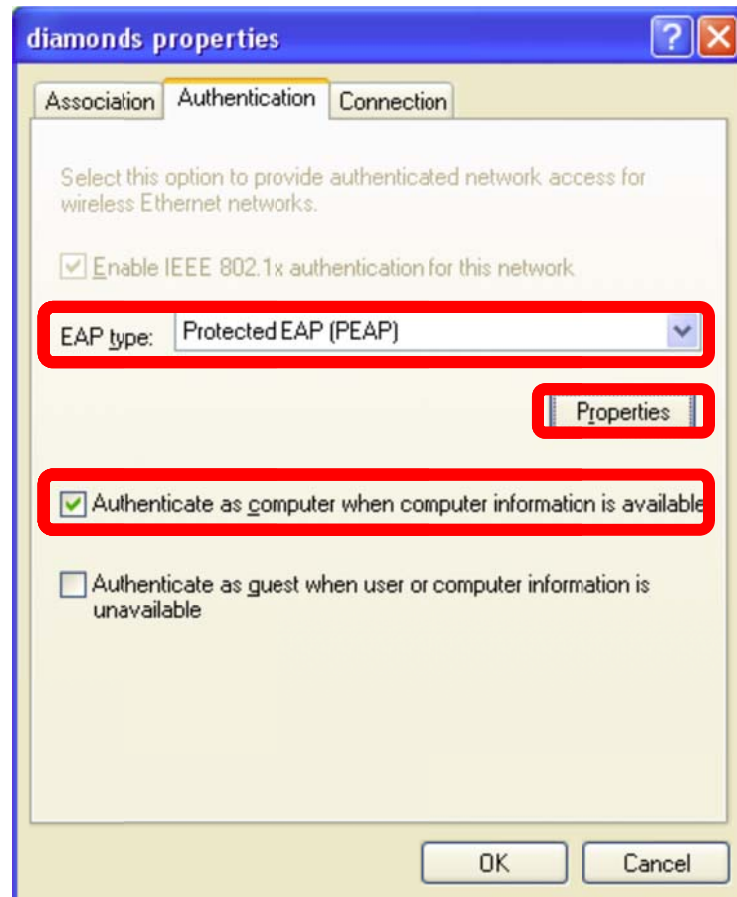 diamonds properties
Association Authentication Connection
Select this option to provide authenticated network access for
wireless Ethernet networks.
Enable IEEE 802.1x authentication for this network
EAP type: Protected EAP (PEAP)
Properties
Authenticate as computer when computer information is available
Authenticate as guest when user or computer information is
unavailable
OK Cancel